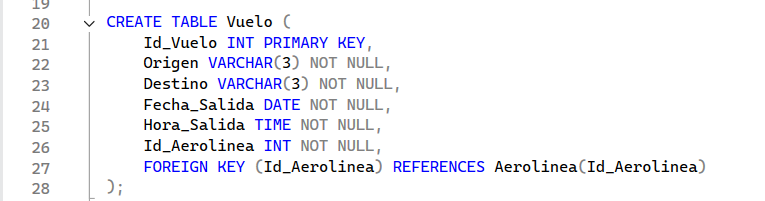 19
20 CREATE TABLE Vuelo (
21 Id_Vuelo INT PRIMARY KEY,
22 Origen VARCHAR(3) NOT NULL,
23 Destino VARCHAR(3) NOT NULL,
24 Fecha_Salida DATE NOT NULL,
25 Hora_Salida TIME NOT NULL,
26 Id_Aerolinea INT NOT NULL,
27 FOREIGN KEY (Id_Aerolinea) REFERENCES Aerolinea(Id_Aerolinea)
28 );